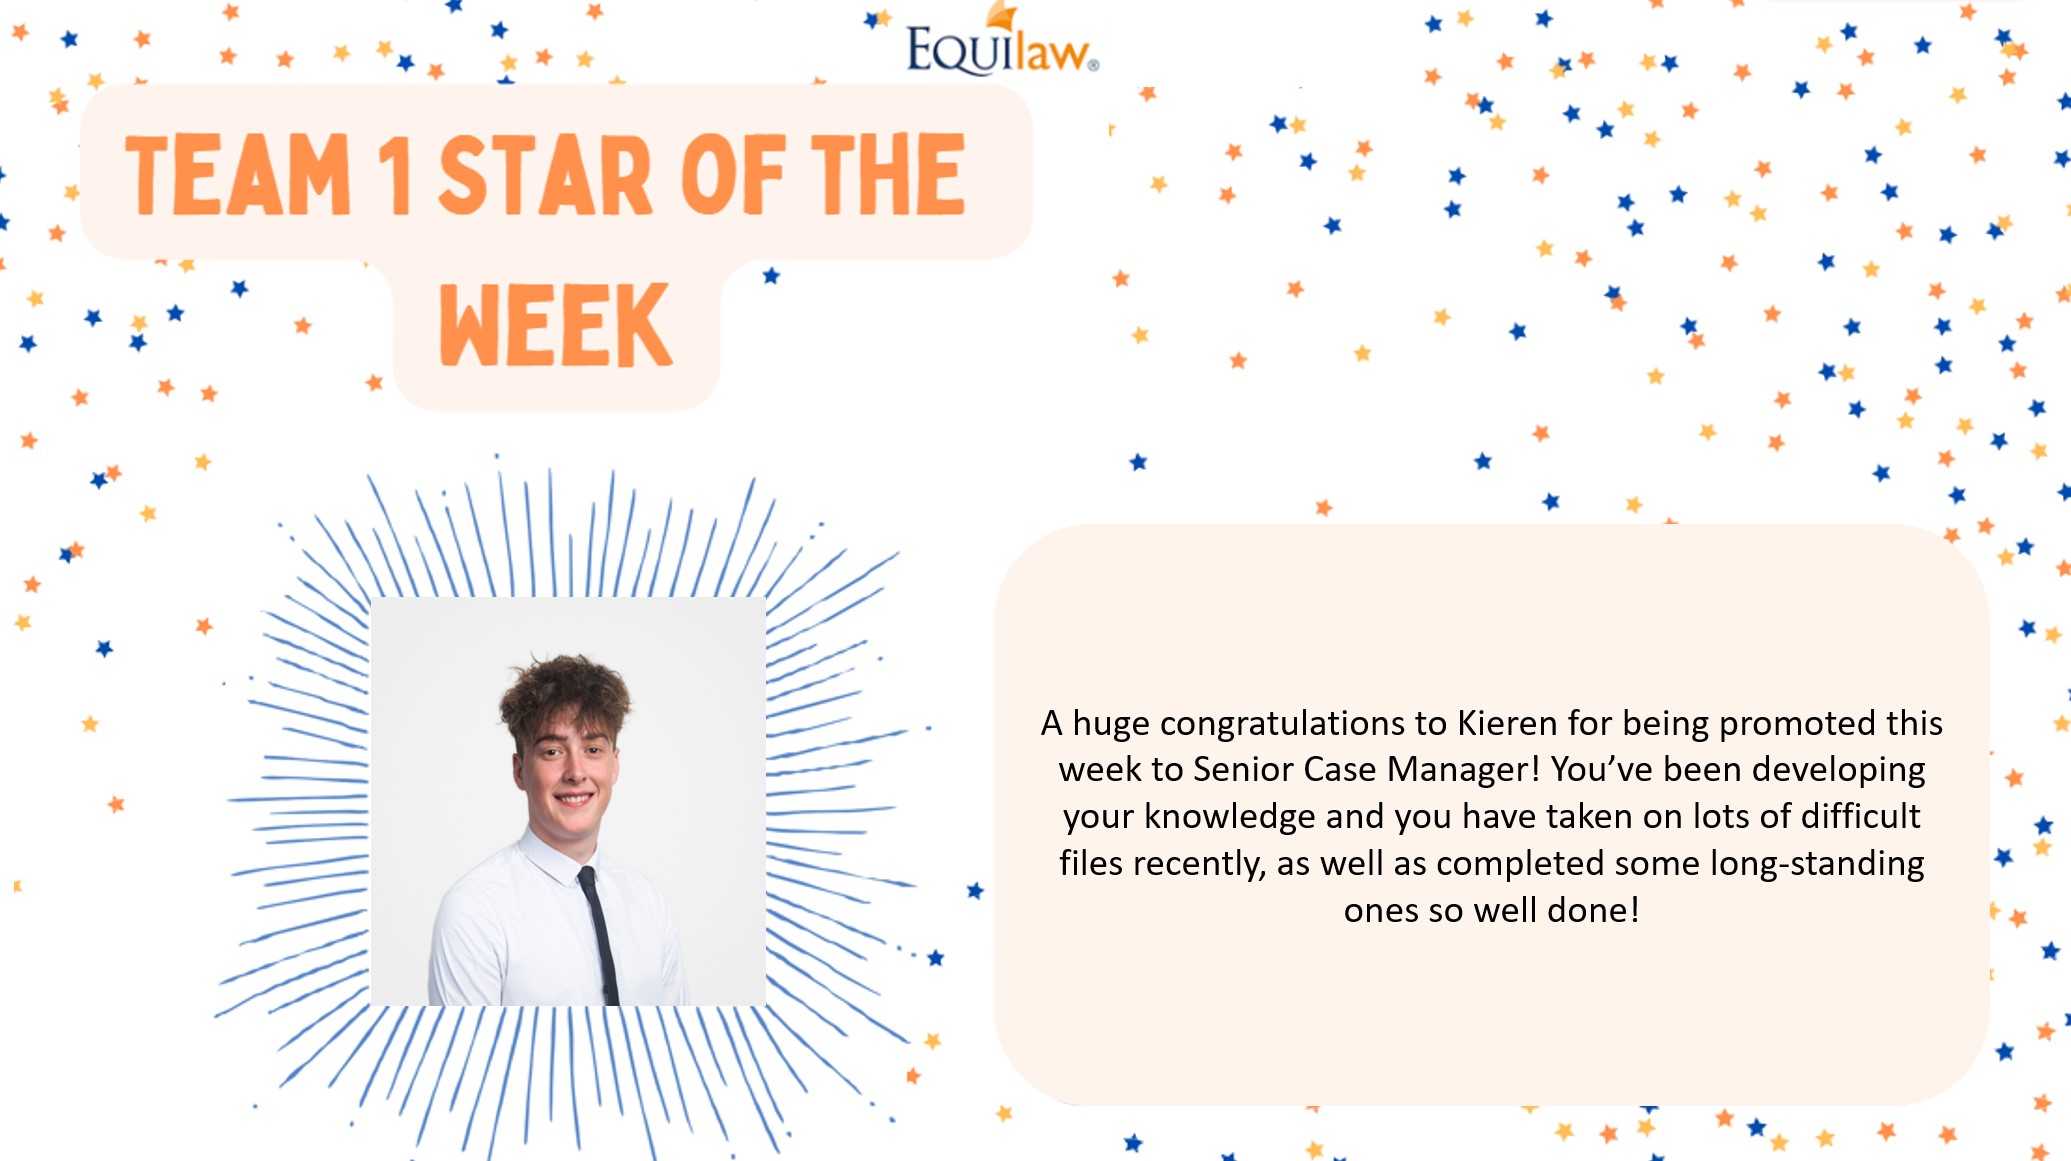 EQUIlaw®
TEAM 1 STAR OF THE
WEEK
A huge congratulations to Kieren for being promoted this
week to Senior Case Manager! You’ve been developing
your knowledge and you have taken on lots of difficult
files recently, as well as completed some long-standing
ones so well done!